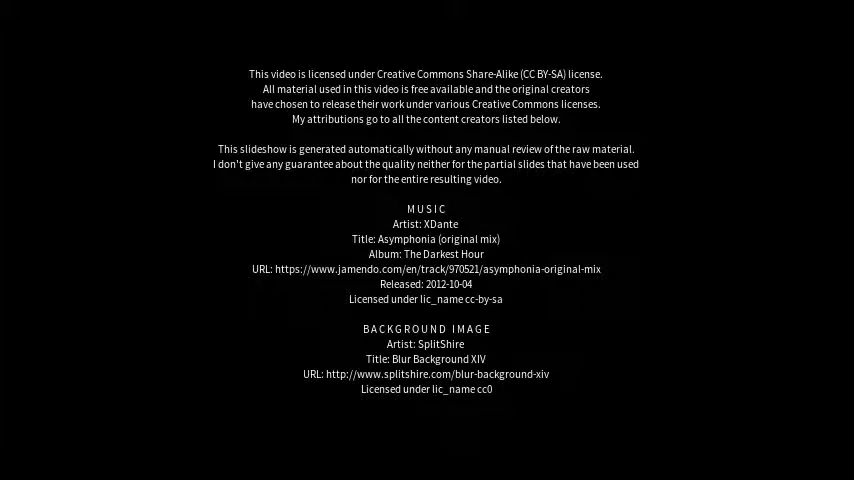 This video is licensed under Creative Commons Share-Alike (CC BY-SA) license.
All material used in this video is free available and the original creators
have chosen to release their work under various Creative Commons licenses.
My attributions go to all the content creators listed below.
This slideshow is generated automatically without any manual review of the raw material.
I don't give any guarantee about the quality neither for the partial slides that have been used
nor for the entire resulting video.
M U S I C
Artist: XDante
Title: Asymphonia (original mix)
Album: The Darkest Hour
URL: https://www.jamendo.com/en/track/970521/asymphonia-original-mix
Released: 2012-10-04
Licensed under lic_name cc-by-sa
B A C K G R O U N D   I M A G E
Artist: SplitShire
Title: Blur Background XIV
URL: http://www.splitshire.com/blur-background-xiv
Licensed under lic_name cc0